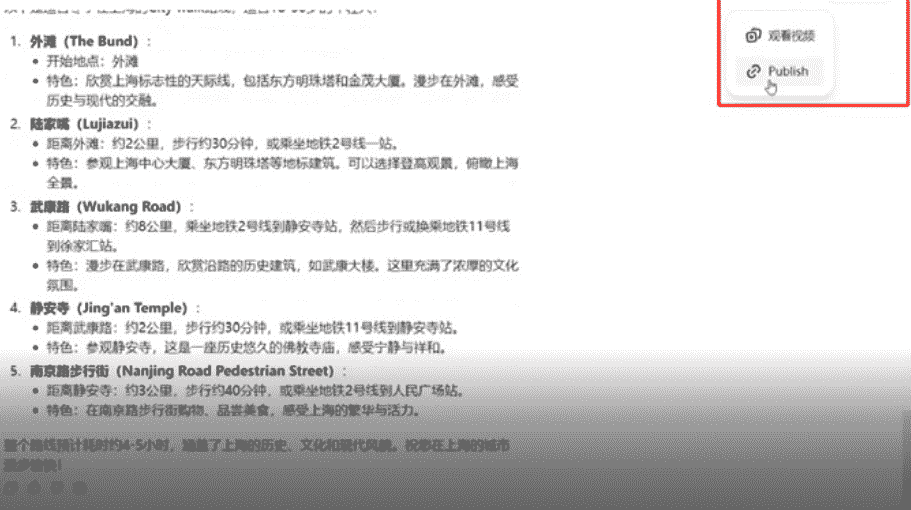 1. 外滩（The Bund）：
• 开始地点：外滩
• 特色：欣赏上海标志性的天际线，包括东方明珠塔和金茂大厦。漫步在外滩，感受
历史与现代的交融。
2. 陆家嘴（Lujiazui）：
• 距离外滩：约2公里，步行约30分钟，或乘坐地铁2号线一站。
• 特色：参观上海中心大厦、东方明珠塔等地标建筑。可以选择登高观景，俯瞰上海
全景。
3. 武康路（Wukang Road）：
• 距离陆家嘴：约8公里，乘坐地铁2号线到静安寺站，然后步行或换乘地铁11号线
到徐家汇站。
• 特色：漫步在武康路，欣赏沿路的历史建筑，如武康大楼。这里充满了浓厚的文化
氛围。
4. 静安寺（Jing'an Temple）：
• 距离武康路：约2公里，步行约30分钟，或乘坐地铁11号线到静安寺站。
• 特色：参观静安寺，这是一座历史悠久的佛教寺庙，感受宁静与祥和。
5. 南京路步行街（Nanjing Road Pedestrian Street）：
• 距离静安寺：约3公里，步行约40分钟，或乘坐地铁2号线到人民广场站。
• 特色：在南京路步行街购物、品尝美食，感受上海的繁华与活力。
整个路线预计耗时约4-5小时，涵盖了上海的历史、文化和现代风貌。祝您在上海的城市
漫步愉快！
观看视频
Publish